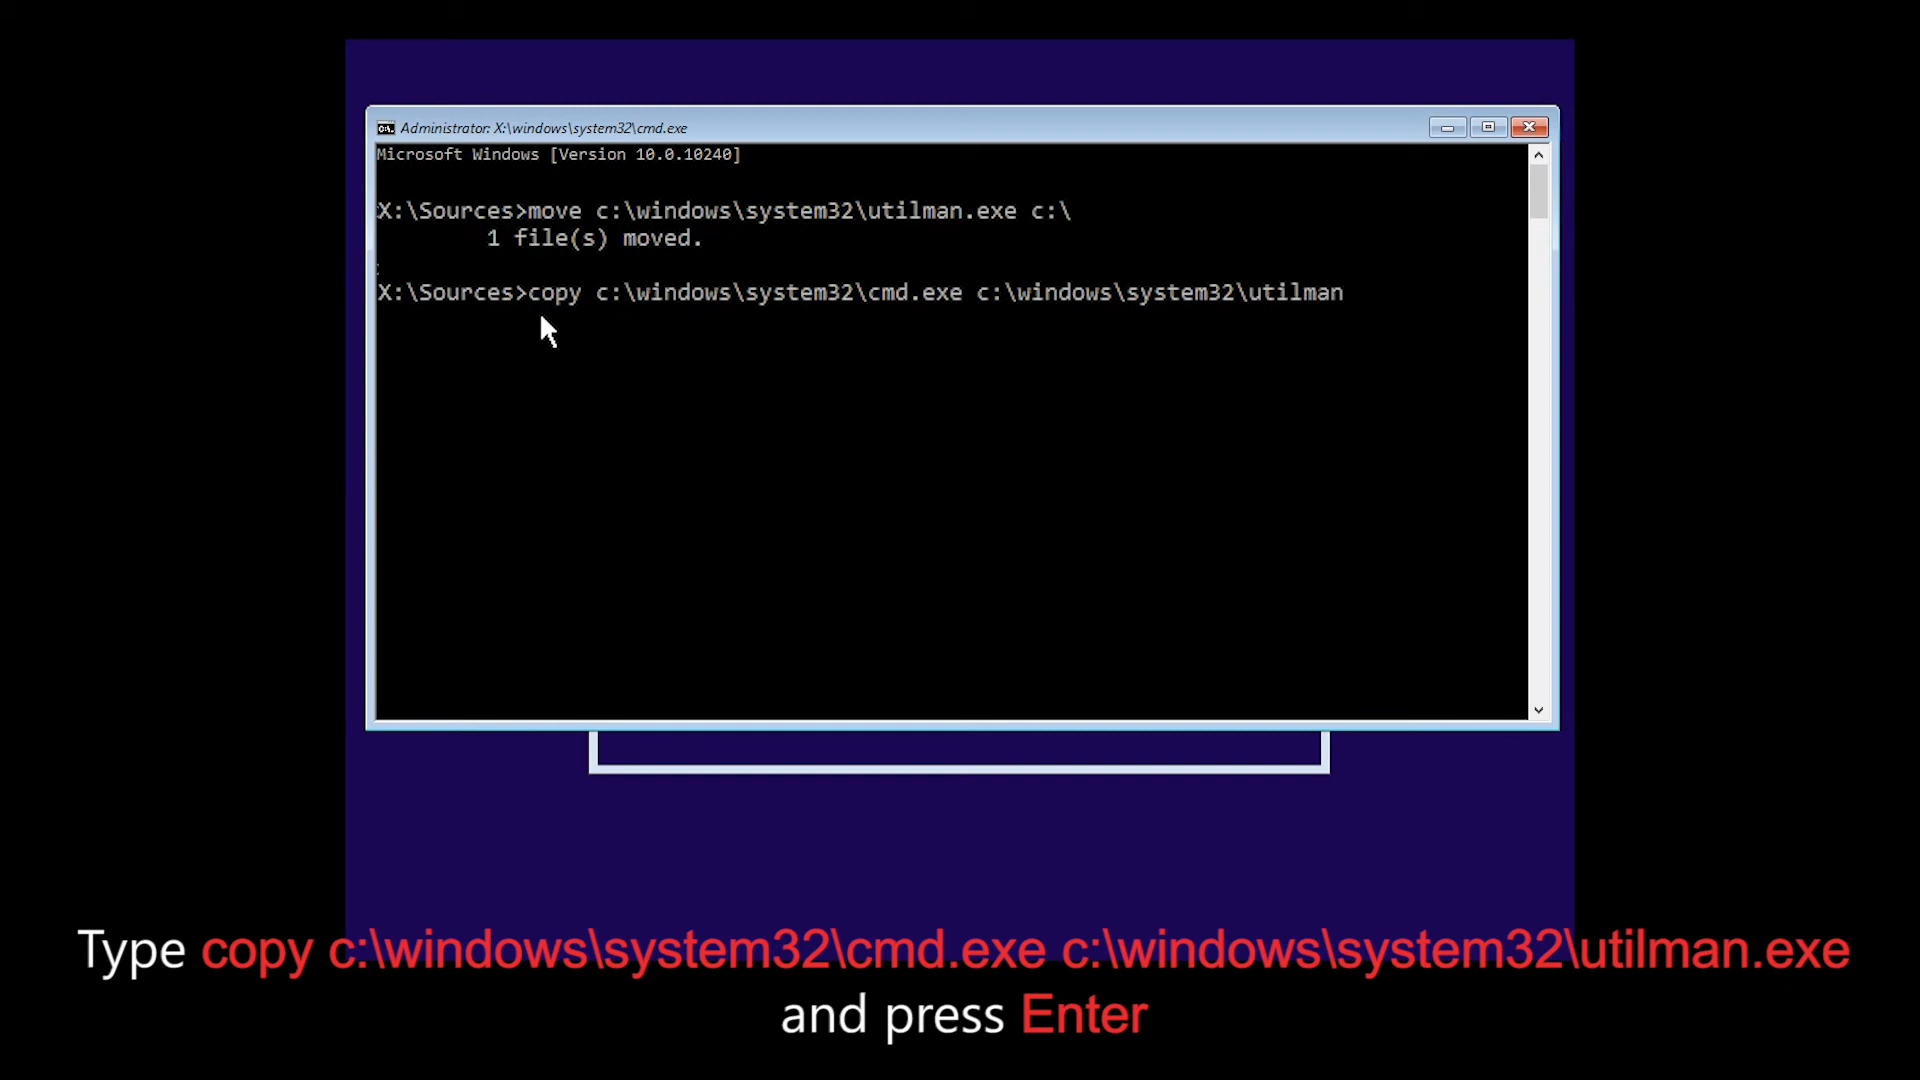 Administrator: X:\windows\system32\cmd.exe
Microsoft Windows [Version 10.0.10240]
X:\Sources>move c:\windows\system32\utilman.exe c:\
1 file(s) moved.
X:\Sources>copy c:\windows\system32\cmd.exe c:\windows\system32\utilman
Type copy c:\windows\system32\cmd.exe c:\windows\system32\utilman.exe
and press Enter